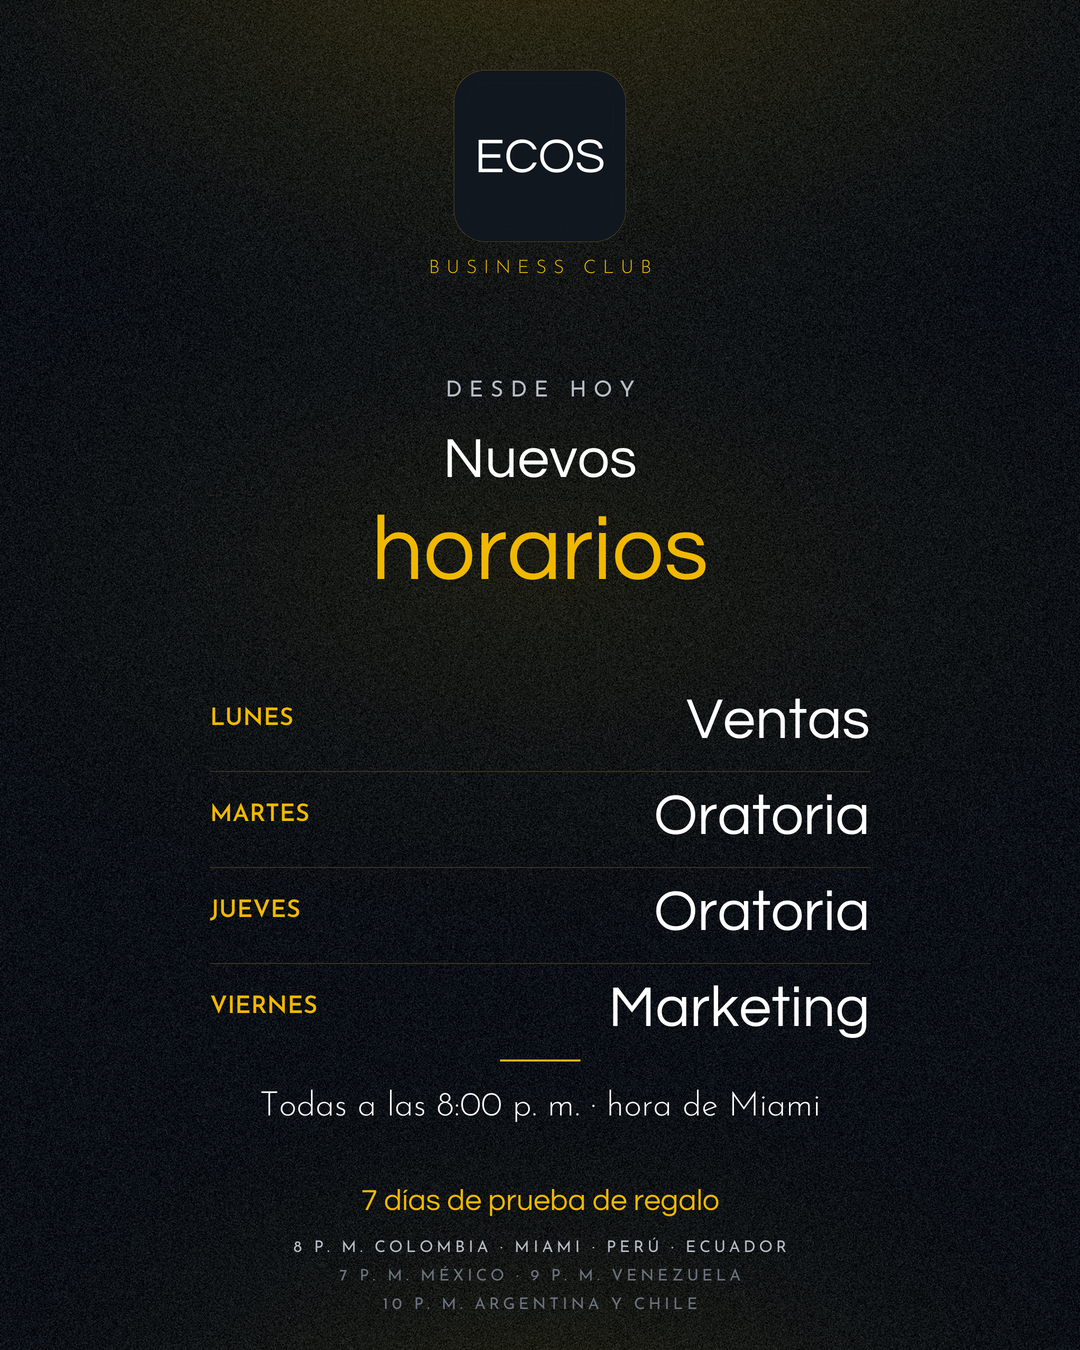 ECOS
BUSINESS CLUB
DESDE HOY
Nuevos
horarios
LUNES Ventas
MARTES Oratoria
JUEVES Oratoria
VIERNES Marketing
Todas a las 8:00 p. m. · hora de Miami
7 días de prueba de regalo
8 P. M. COLOMBIA · MIAMI · PERÚ · ECUADOR
7 P. M. MÉXICO · 9 P. M. VENEZUELA
10 P. M. ARGENTINA Y CHILE